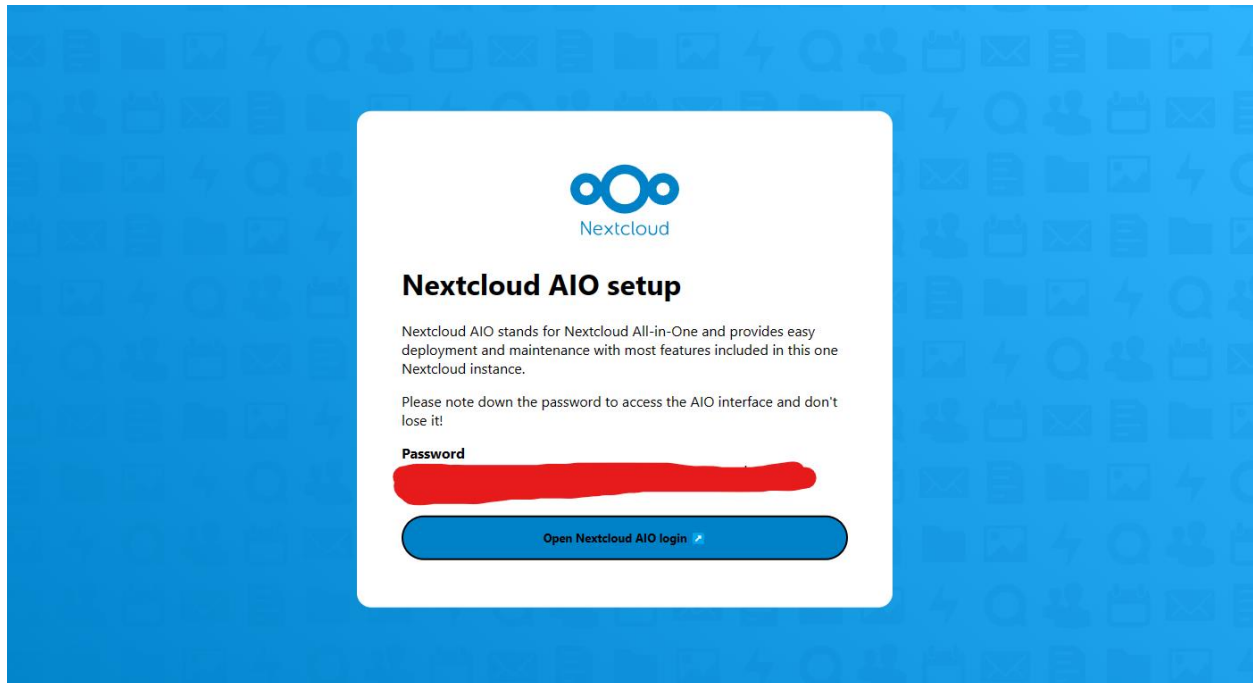 Nextcloud
Nextcloud AIO setup
Nextcloud AIO stands for Nextcloud All-in-One and provides easy
deployment and maintenance with most features included in this one
Nextcloud instance.
Please note down the password to access the AIO interface and don't
lose it!
Password
Open Nextcloud AIO login